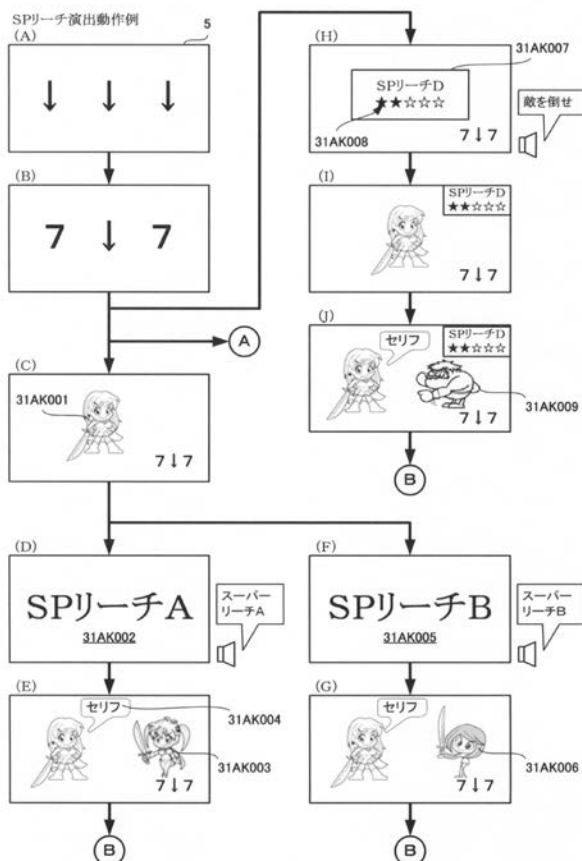 SPリーチ演出動作例
(A)
5
↓ ↓ ↓
(B)
7 ↓ 7
A
(C)
31AK001
7↓7
(D)
SPリーチA
31AK002
スーパー
リーチA
(E)
セリフ
31AK004
31AK003
7↓7
B
(F)
SPリーチB
31AK005
スーパー
リーチB
(G)
セリフ
31AK006
7↓7
B
(H)
31AK007
SPリーチD
★★☆☆☆
31AK008
7↓7
敵を倒せ
(I)
SPリーチD
★★☆☆☆
7↓7
(J)
セリフ
SPリーチD
★★☆☆☆
31AK009
7↓7
B